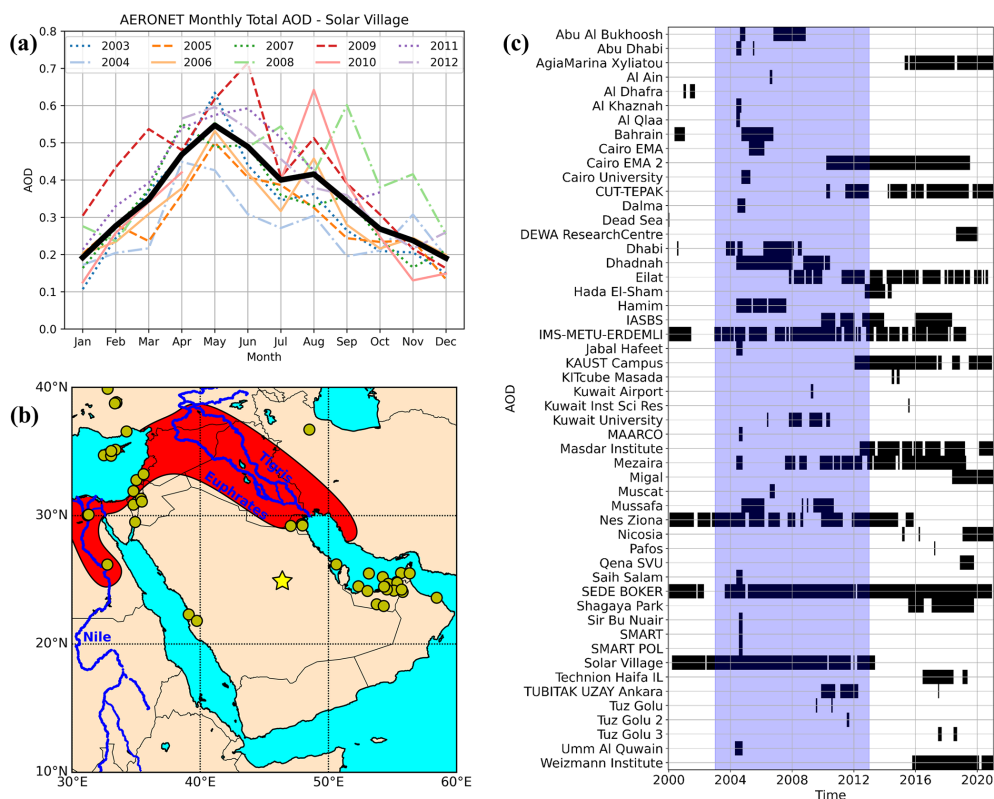 AERONET Monthly Total AOD - Solar Village
(a)
2003 2005 2007 2009 2011
2004 2006 2008 2010 2012
0.8
0.7
0.6
0.5
0.4
0.3
0.2
0.1
0.0
AOD
Jan Feb Mar Apr May Jun Jul Aug Sep Oct Nov Dec
Month
(b)
40°N
30°N
20°N
10°N
30°E 40°E 50°E 60°E
Tigris
Euphrates
Nile
(c)
AOD
Abu Al Bukhoosh
Abu Dhabi
AgiaMarina Xyliatou
Al Ain
Al Dhafra
Al Khaznah
Al Qlaa
Bahrain
Cairo EMA
Cairo EMA 2
Cairo University
CUT-TEPAK
Dalma
Dead Sea
DEWA ResearchCentre
Dhabi
Dhadnah
Eilat
Hada El-Sham
Hamim
IASBS
IMS-METU-ERDEMLI
Jabal Hafeet
KAUST Campus
KITcube Masada
Kuwait Airport
Kuwait Inst Sci Res
Kuwait University
MAARCO
Masdar Institute
Mezaira
Migal
Muscat
Mussafa
Nes Ziona
Nicosia
Pafos
Qena SVU
Saih Salam
SEDE BOKER
Shagaya Park
Sir Bu Nuair
SMART
SMART POL
Solar Village
Technion Haifa IL
TUBITAK UZAY Ankara
Tuz Golu
Tuz Golu 2
Tuz Golu 3
Umm Al Quwain
Weizmann Institute
2000 2004 2008 2012 2016 2020
Time